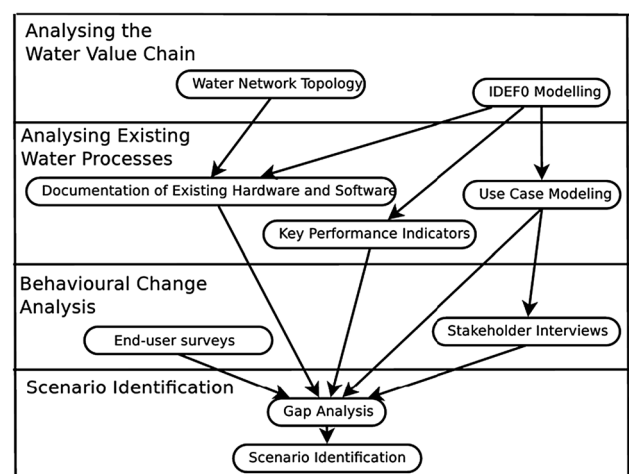 Analysing the
Water Value Chain
Water Network Topology
IDEF0 Modelling
Analysing Existing
Water Processes
Documentation of Existing Hardware and Software
Use Case Modeling
Key Performance Indicators
Behavioural Change
Analysis
End-user surveys
Stakeholder Interviews
Scenario Identification
Gap Analysis
Scenario Identification